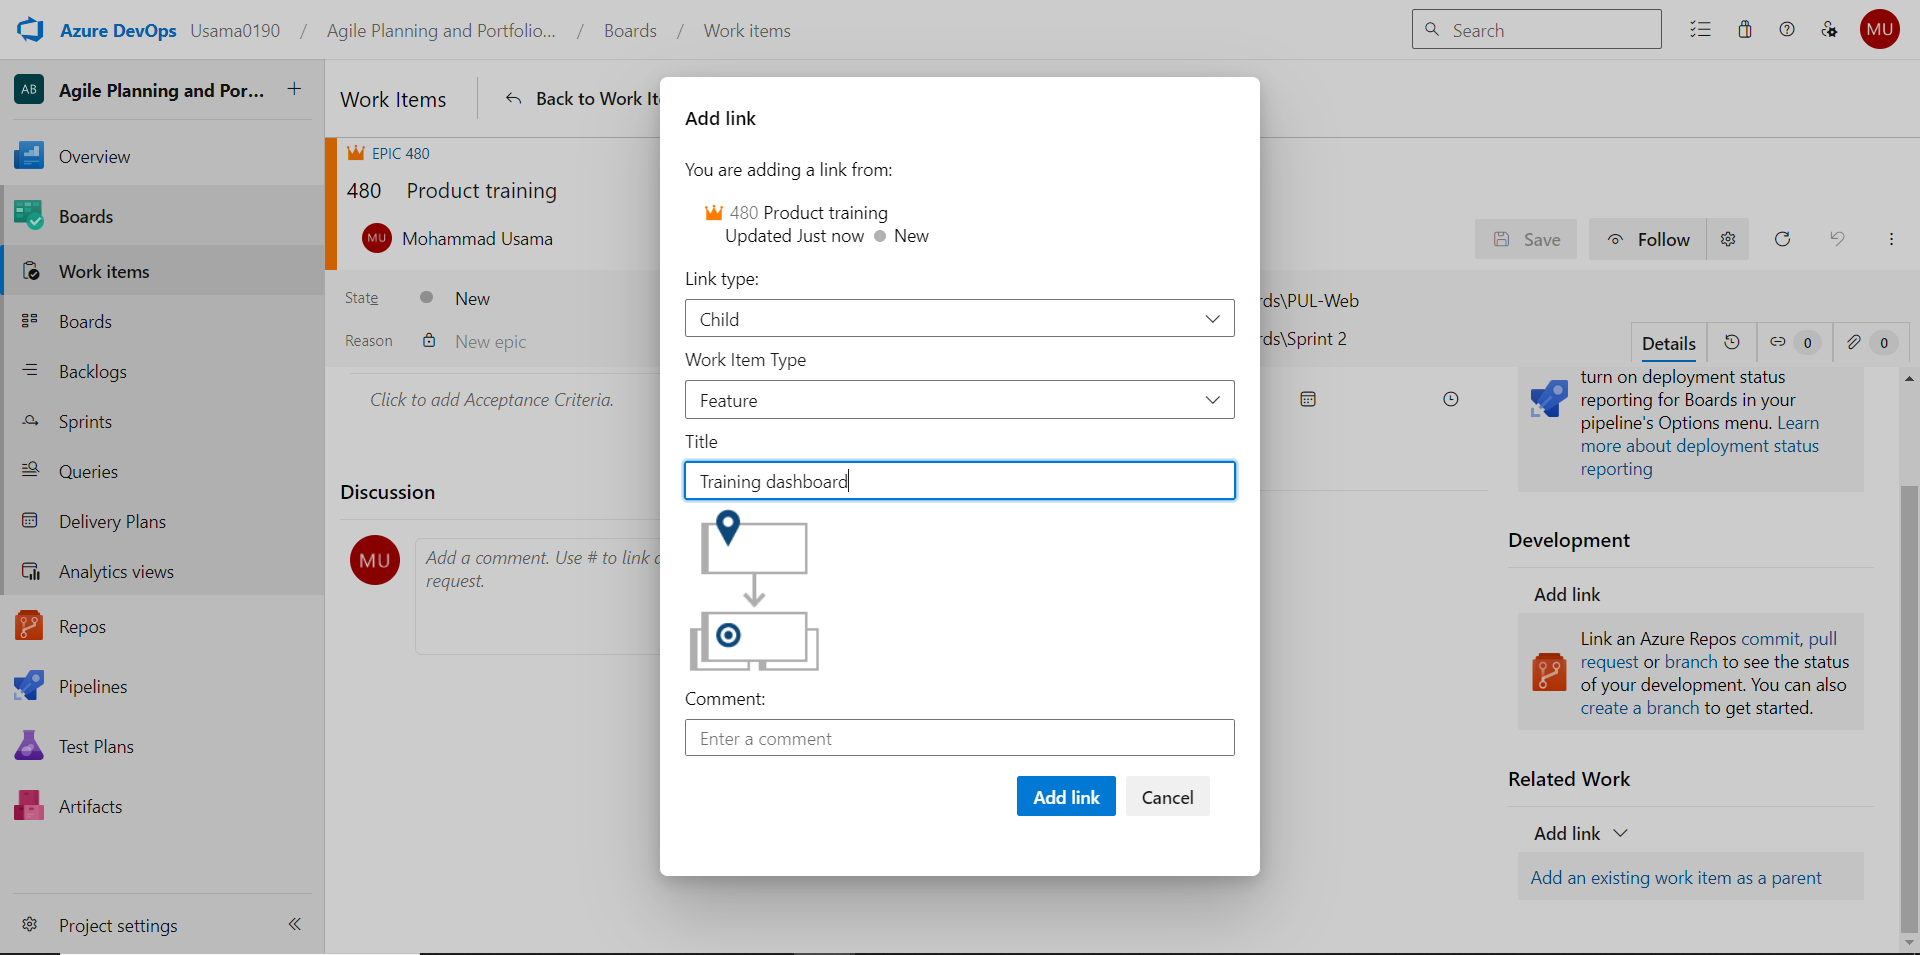 Azure DevOps Usama0190 / Agile Planning and Portfolio... / Boards / Work items
Search
MU
AB Agile Planning and Por...
Overview
Boards
Work items
Boards
Backlogs
Sprints
Queries
Delivery Plans
Analytics views
Repos
Pipelines
Test Plans
Artifacts
Project settings
Work Items
Back to Work Ite
EPIC 480
480 Product training
MU Mohammad Usama
Save
Follow
State New
Reason New epic
rds\PUL-Web
rds\Sprint 2
Details
0
0
Click to add Acceptance Criteria.
Discussion
MU
Add a comment. Use # to link a
request.
Add link
You are adding a link from:
480 Product training
Updated Just now New
Link type:
Child
Work Item Type
Feature
Title
Training dashboard
Comment:
Enter a comment
Add link
Cancel
turn on deployment status
reporting for Boards in your
pipeline's Options menu. Learn
more about deployment status
reporting
Development
Add link
Link an Azure Repos commit, pull
request or branch to see the status
of your development. You can also
create a branch to get started.
Related Work
Add link
Add an existing work item as a parent